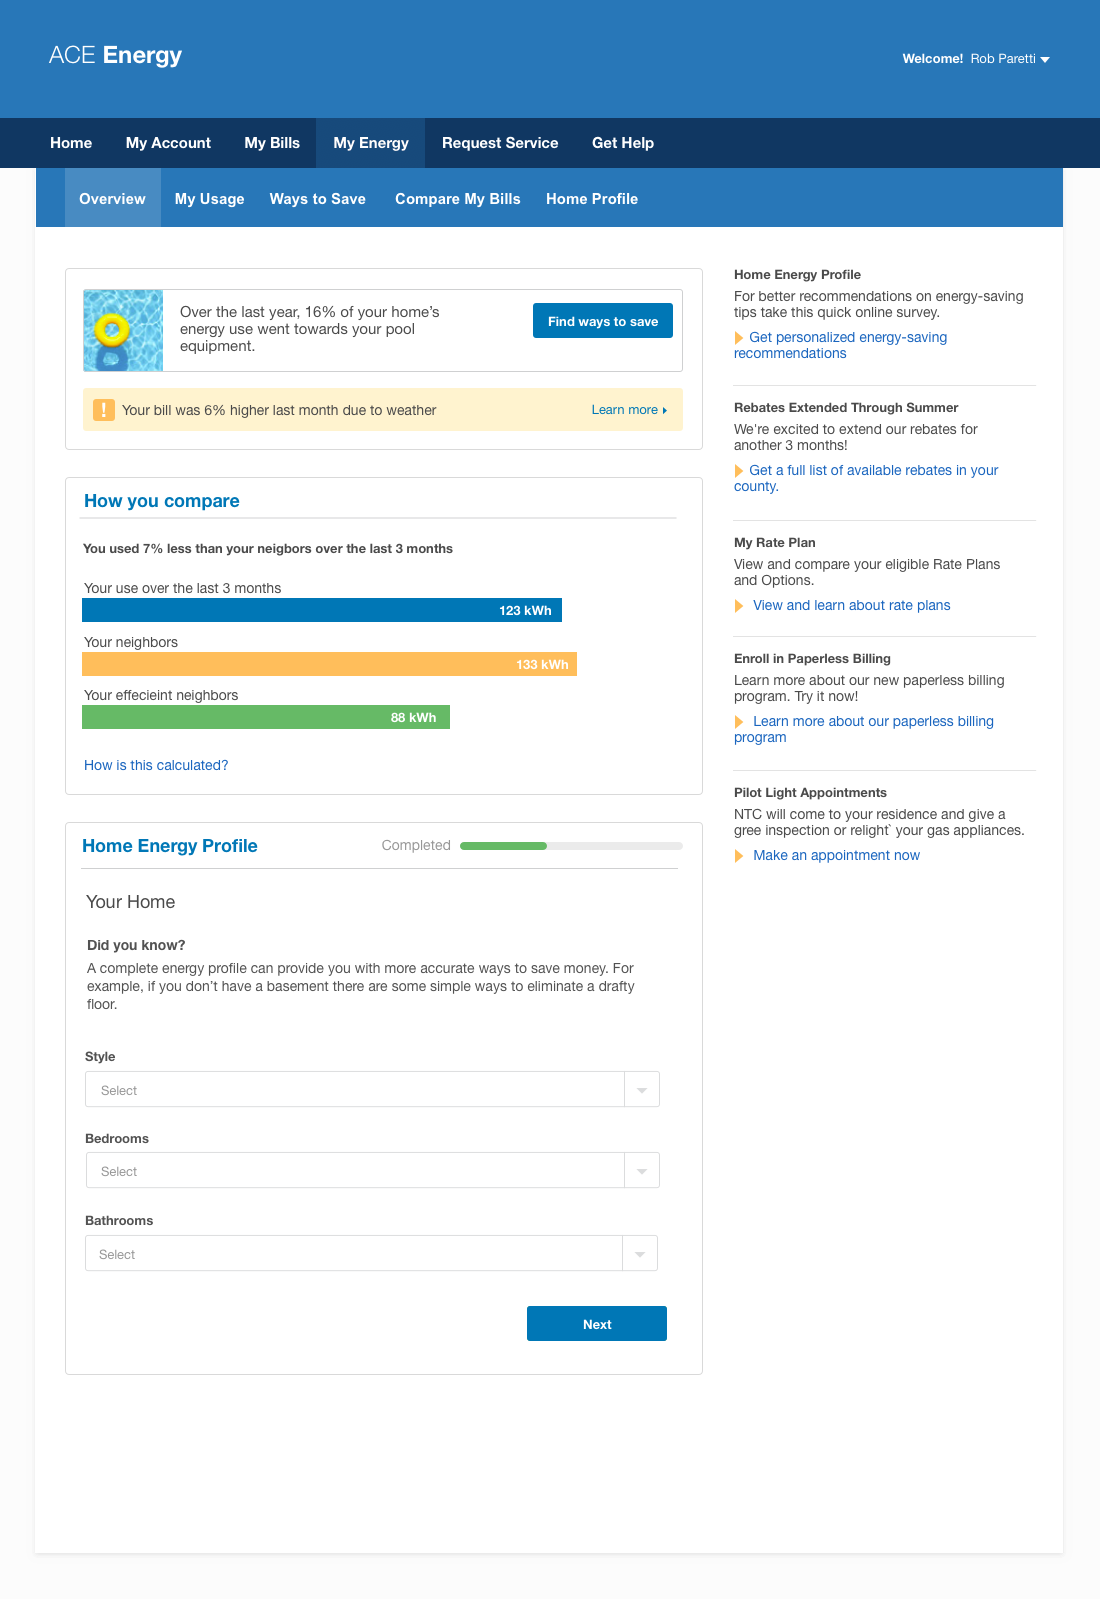 ACE Energy
Welcome! Rob Paretti
Home My Account My Bills My Energy Request Service Get Help
Overview My Usage Ways to Save Compare My Bills Home Profile
Over the last year, 16% of your home’s
energy use went towards your pool
equipment.
Find ways to save
! Your bill was 6% higher last month due to weather
Learn more
How you compare
You used 7% less than your neigbors over the last 3 months
Your use over the last 3 months
123 kWh
Your neighbors
133 kWh
Your effecieint neighbors
88 kWh
How is this calculated?
Home Energy Profile
Completed
Your Home
Did you know?
A complete energy profile can provide you with more accurate ways to save money. For
example, if you don’t have a basement there are some simple ways to eliminate a drafty
floor.
Style
Select
Bedrooms
Select
Bathrooms
Select
Next
Home Energy Profile
For better recommendations on energy-saving
tips take this quick online survey.
Get personalized energy-saving
recommendations
Rebates Extended Through Summer
We're excited to extend our rebates for
another 3 months!
Get a full list of available rebates in your
county.
My Rate Plan
View and compare your eligible Rate Plans
and Options.
View and learn about rate plans
Enroll in Paperless Billing
Learn more about our new paperless billing
program. Try it now!
Learn more about our paperless billing
program
Pilot Light Appointments
NTC will come to your residence and give a
gree inspection or relight` your gas appliances.
Make an appointment now